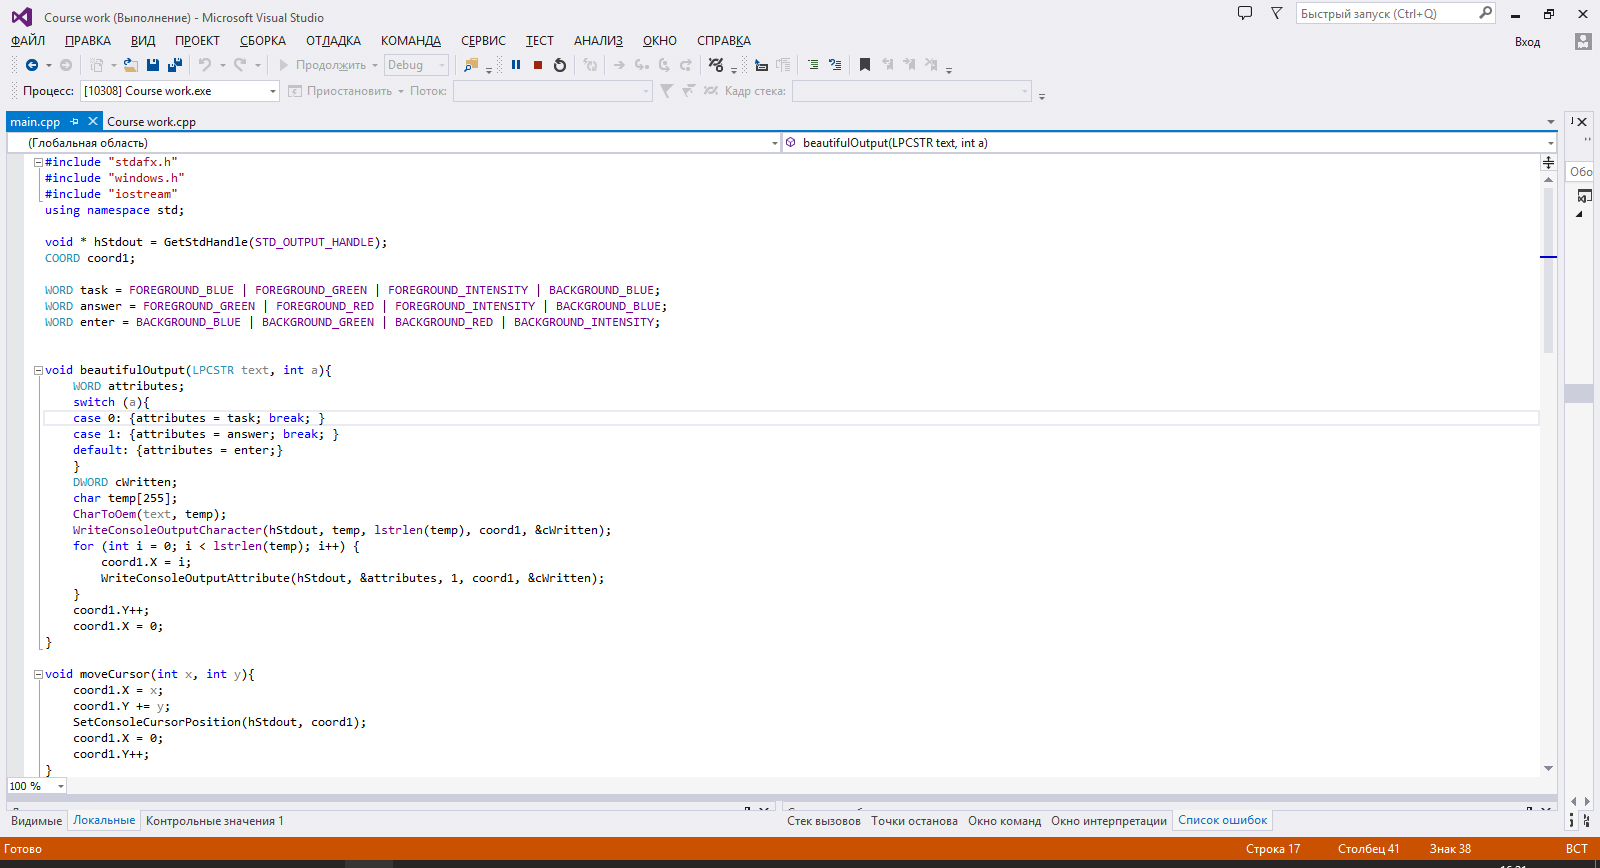 Course work (Выполнение) - Microsoft Visual Studio
Быстрый запуск (Ctrl+Q)
ФАЙЛ ПРАВКА ВИД ПРОЕКТ СБОРКА ОТЛАДКА КОМАНДА СЕРВИС ТЕСТ АНАЛИЗ ОКНО СПРАВКА
Вход
Продолжить Debug
Процесс: [10308] Course work.exe Приостановить Поток: Кадр стека:
main.cpp Course work.cpp
(Глобальная область) beautifulOutput(LPCSTR text, int a)
Обо
#include "stdafx.h"
#include "windows.h"
#include "iostream"
using namespace std;
void * hStdout = GetStdHandle(STD_OUTPUT_HANDLE);
COORD coord1;
WORD task = FOREGROUND_BLUE | FOREGROUND_GREEN | FOREGROUND_INTENSITY | BACKGROUND_BLUE;
WORD answer = FOREGROUND_GREEN | FOREGROUND_RED | FOREGROUND_INTENSITY | BACKGROUND_BLUE;
WORD enter = BACKGROUND_BLUE | BACKGROUND_GREEN | BACKGROUND_RED | BACKGROUND_INTENSITY;
void beautifulOutput(LPCSTR text, int a){
WORD attributes;
switch (a){
case 0: {attributes = task; break; }
case 1: {attributes = answer; break; }
default: {attributes = enter;}
}
DWORD cWritten;
char temp[255];
CharToOem(text, temp);
WriteConsoleOutputCharacter(hStdout, temp, lstrlen(temp), coord1, &cWritten);
for (int i = 0; i < lstrlen(temp); i++) {
coord1.X = i;
WriteConsoleOutputAttribute(hStdout, &attributes, 1, coord1, &cWritten);
}
coord1.Y++;
coord1.X = 0;
}
void moveCursor(int x, int y){
coord1.X = x;
coord1.Y += y;
SetConsoleCursorPosition(hStdout, coord1);
coord1.X = 0;
coord1.Y++;
}
100 %
Видимые Локальные Контрольные значения 1 Стек вызовов Точки останова Окно команд Окно интерпретации Список ошибок
Готово Строка 17 Столбец 41 Знак 38 ВСТ